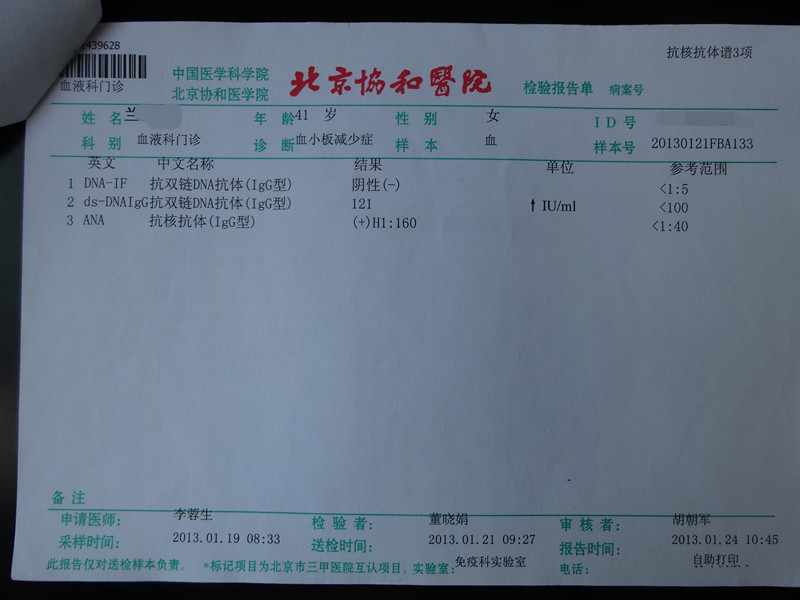 439628
抗核抗体谱3项
血液科门诊
中国医学科学院
北京协和医学院
北京協和醫院
检验报告单 病案号
姓 名 兰 年 龄 41 岁 性 别 女 ID号
科 别 血液科门诊 诊 断 血小板减少症 样 本 血 样本号 20130121FBA133
英文 中文名称 结果 单位 参考范围
1 DNA-IF 抗双链DNA抗体(IgG型) 阴性(-) <1:5
2 ds-DNAIgG抗双链DNA抗体(IgG型) 121 ↑ IU/ml <100
3 ANA 抗核抗体(IgG型) (+)H1:160 <1:40
备 注
申请医师: 李蓉生 检 验 者: 董晓娟 审 核 者: 胡朝军
采样时间: 2013.01.19 08:33 送检时间: 2013.01.21 09:27 报告时间: 2013.01.24 10:45
此报告仅对送检样本负责。 *标记项目为北京市三甲医院互认项目。实验室: 免疫科实验室 电话: 自助打印